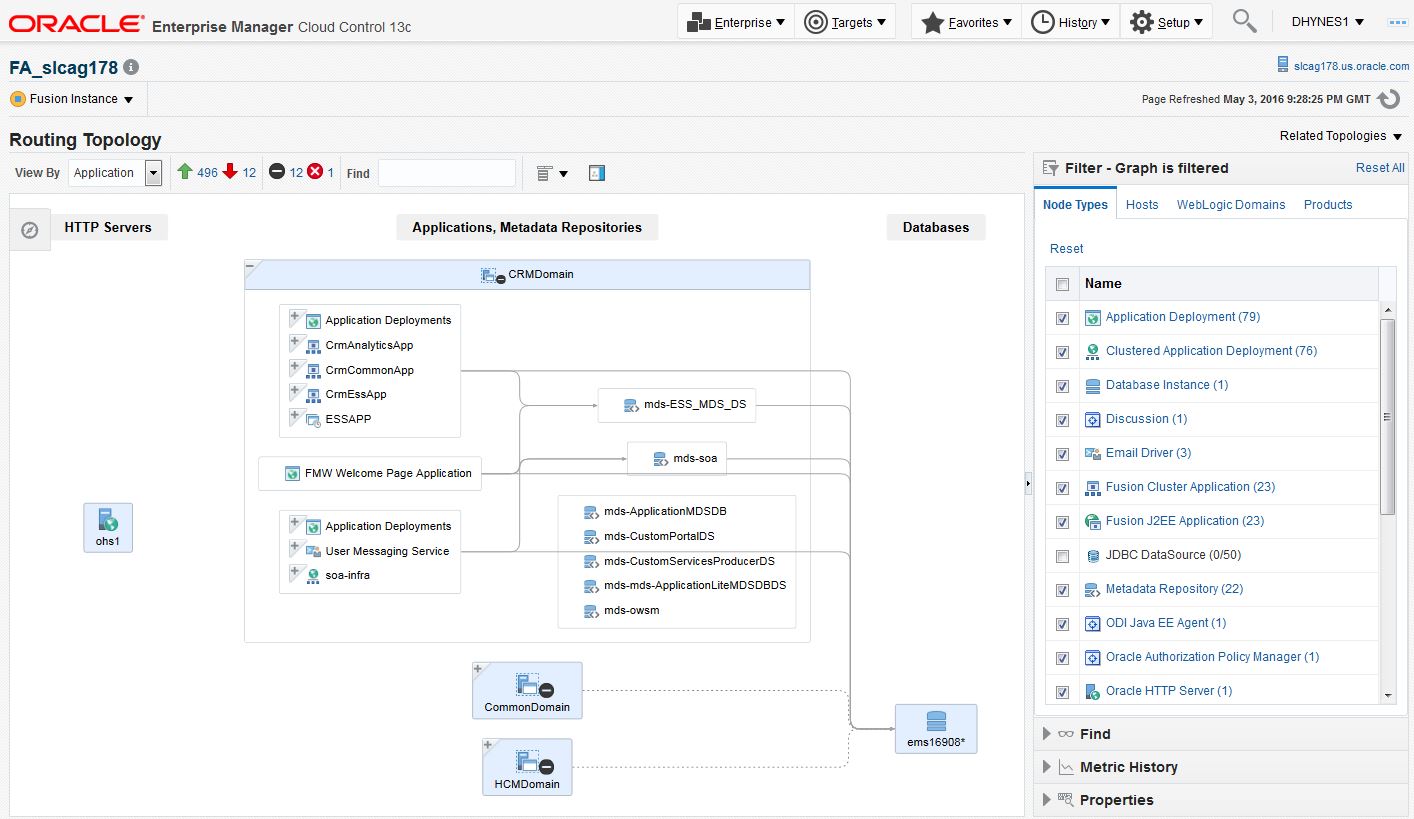 ORACLE Enterprise Manager Cloud Control 13c
Enterprise Targets Favorites History Setup DHYNES1
FA_slcag178
slcag178.us.oracle.com
Fusion Instance
Page Refreshed May 3, 2016 9:28:25 PM GMT
Routing Topology
Related Topologies
View By Application 496 12 12 1 Find
HTTP Servers
Applications, Metadata Repositories
Databases
CRMDomain
Application Deployments
CrmAnalyticsApp
CrmCommonApp
CrmEssApp
ESSAPP
mds-ESS_MDS_DS
mds-soa
FMW Welcome Page Application
mds-ApplicationMDSDB
mds-CustomPortalDS
mds-CustomServicesProducerDS
mds-mds-ApplicationLiteMDSDBDS
mds-owsm
Application Deployments
User Messaging Service
soa-infra
ohs1
CommonDomain
HCMDomain
ems16908*
Filter - Graph is filtered
Reset All
Node Types Hosts WebLogic Domains Products
Reset
Name
Application Deployment (79)
Clustered Application Deployment (76)
Database Instance (1)
Discussion (1)
Email Driver (3)
Fusion Cluster Application (23)
Fusion J2EE Application (23)
JDBC DataSource (0/50)
Metadata Repository (22)
ODI Java EE Agent (1)
Oracle Authorization Policy Manager (1)
Oracle HTTP Server (1)
Find
Metric History
Properties